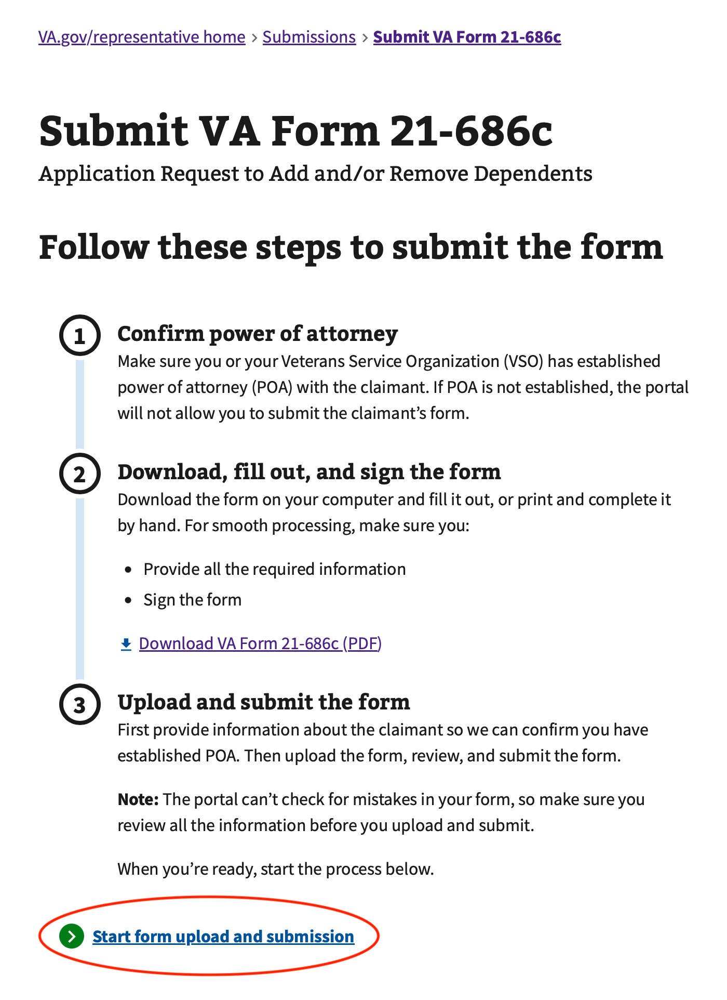 VA.gov/representative home › Submissions › Submit VA Form 21-686c
Submit VA Form 21-686c
Application Request to Add and/or Remove Dependents
Follow these steps to submit the form
1 Confirm power of attorney
Make sure you or your Veterans Service Organization (VSO) has established
power of attorney (POA) with the claimant. If POA is not established, the portal
will not allow you to submit the claimant’s form.
2 Download, fill out, and sign the form
Download the form on your computer and fill it out, or print and complete it
by hand. For smooth processing, make sure you:
• Provide all the required information
• Sign the form
Download VA Form 21-686c (PDF)
3 Upload and submit the form
First provide information about the claimant so we can confirm you have
established POA. Then upload the form, review, and submit the form.
Note: The portal can’t check for mistakes in your form, so make sure you
review all the information before you upload and submit.
When you’re ready, start the process below.
Start form upload and submission